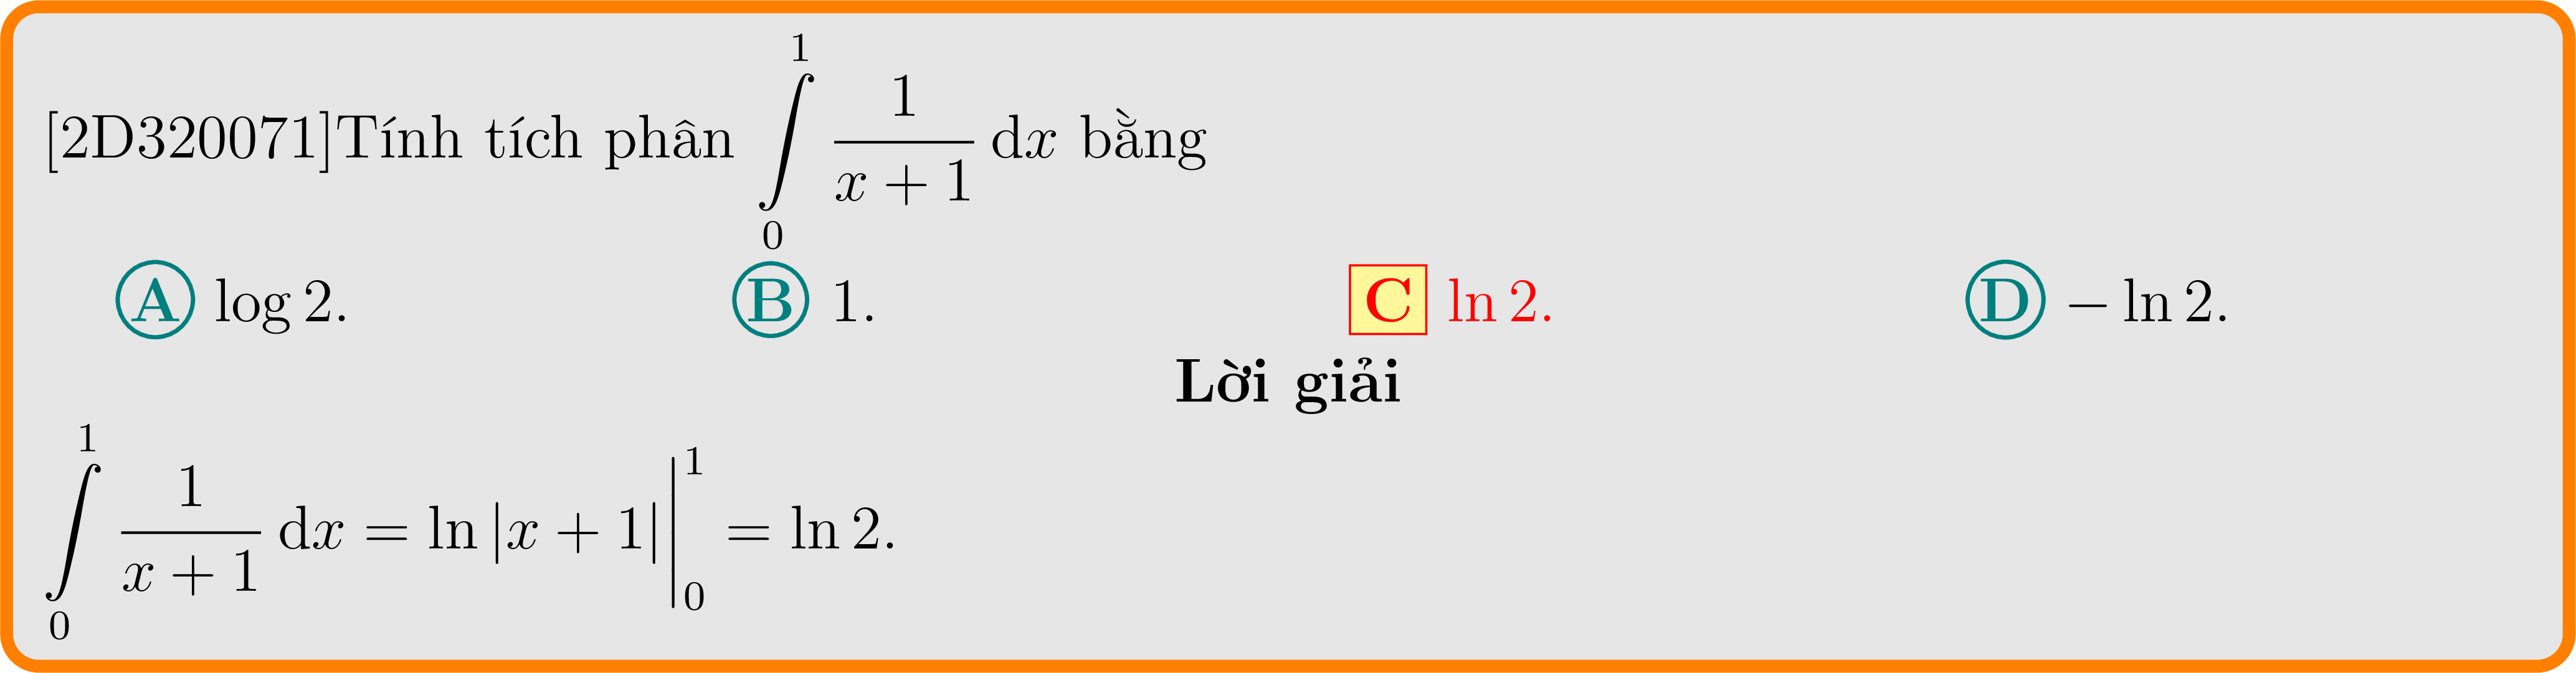 [2D320071]Tính tích phân $\int\limits_0^1 \frac{1}{x+1}\,\mathrm{d}x$ bằng
A log 2. B 1. C ln 2. D − ln 2.
Lời giải
$\int\limits_0^1 \frac{1}{x+1}\,\mathrm{d}x = \ln|x+1|\Big|_0^1 = \ln 2.$